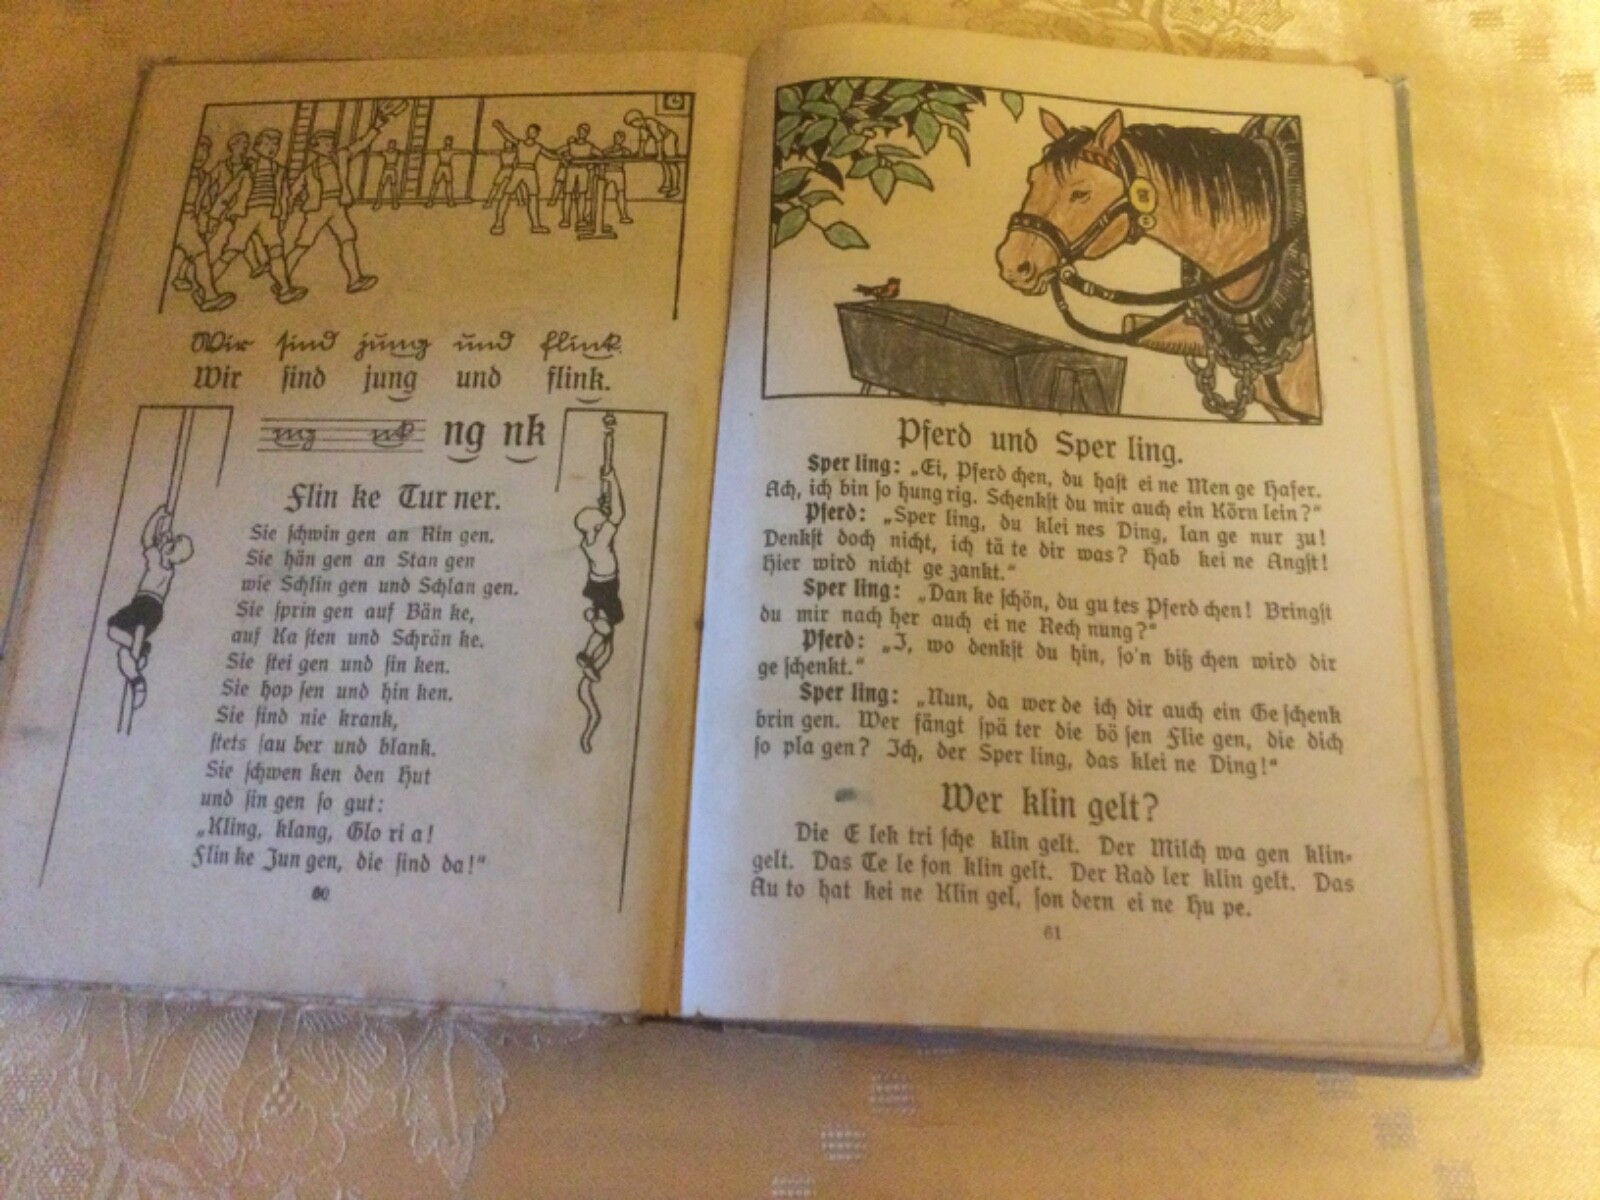 Wir sind jung und flink.
Wir sind jung und flink.
ng nk ng nk
Flin ke Tur ner.
Sie schwin gen an Rin gen.
Sie hän gen an Stan gen
wie Schlin gen und Schlan gen.
Sie sprin gen auf Bän ke,
auf Ka sten und Schrän ke.
Sie stei gen und sin ken.
Sie hop sen und hin ken.
Sie sind nie krank,
stets sau ber und blank.
Sie schwen ken den Hut
und sin gen so gut:
„Kling, klang, Glo ri a!
Flin ke Jun gen, die sind da!“
60
Pferd und Sper ling.
Sper ling: „Ei, Pferd chen, du hast ei ne Men ge Hafer.
Ach, ich bin so hung rig. Schenkst du mir auch ein Körn lein?“
Pferd: „Sper ling, du klei nes Ding, lan ge nur zu!
Denkst doch nicht, ich tä te dir was? Hab kei ne Angst!
Hier wird nicht ge zankt.“
Sper ling: „Dan ke schön, du gu tes Pferd chen! Bringst
du mir nach her auch ei ne Rech nung?“
Pferd: „I, wo denkst du hin, so'n biß chen wird dir
ge schenkt.“
Sper ling: „Nun, da wer de ich dir auch ein Ge schenk
brin gen. Wer fängt spä ter die bö sen Flie gen, die dich
so pla gen? Ich, der Sper ling, das klei ne Ding!“
Wer klin gelt?
Die E lek tri sche klin gelt. Der Milch wa gen klin-
gelt. Das Te le fon klin gelt. Der Rad ler klin gelt. Das
Au to hat kei ne Klin gel, son dern ei ne Hu pe.
61